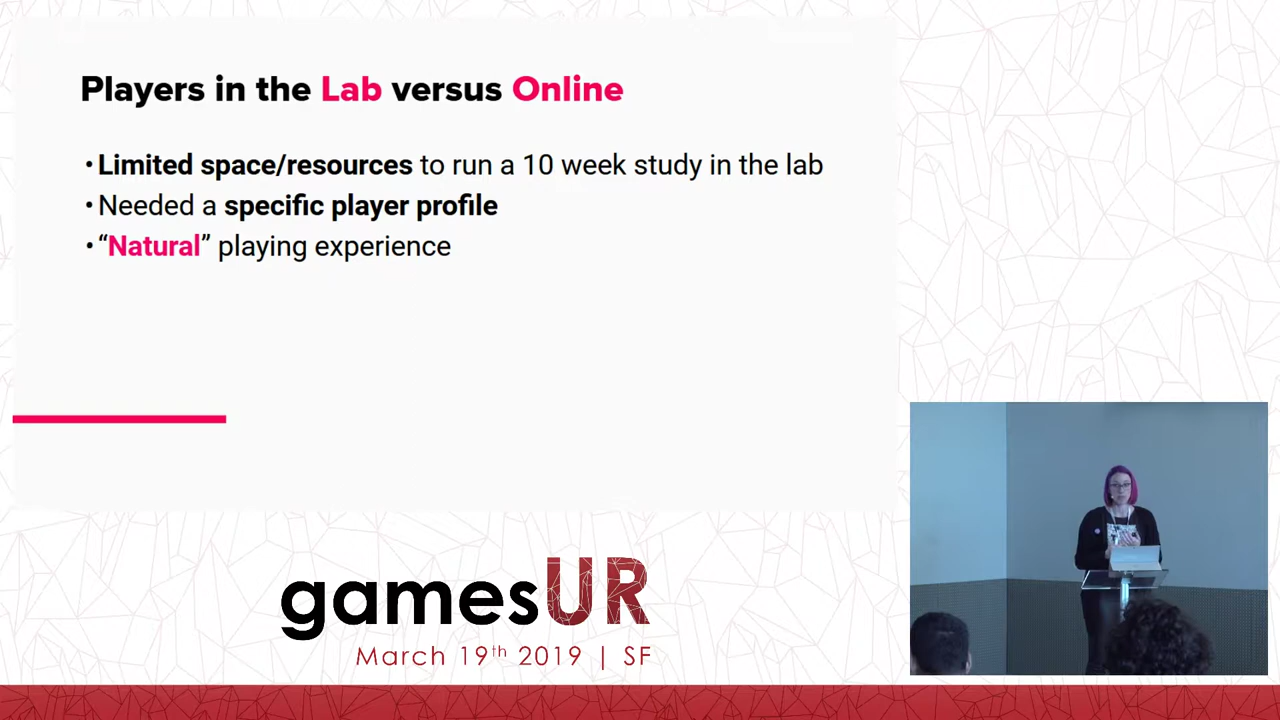 Players in the Lab versus Online
• Limited space/resources to run a 10 week study in the lab
• Needed a specific player profile
• “Natural” playing experience
gamesUR
March 19th 2019 | SF